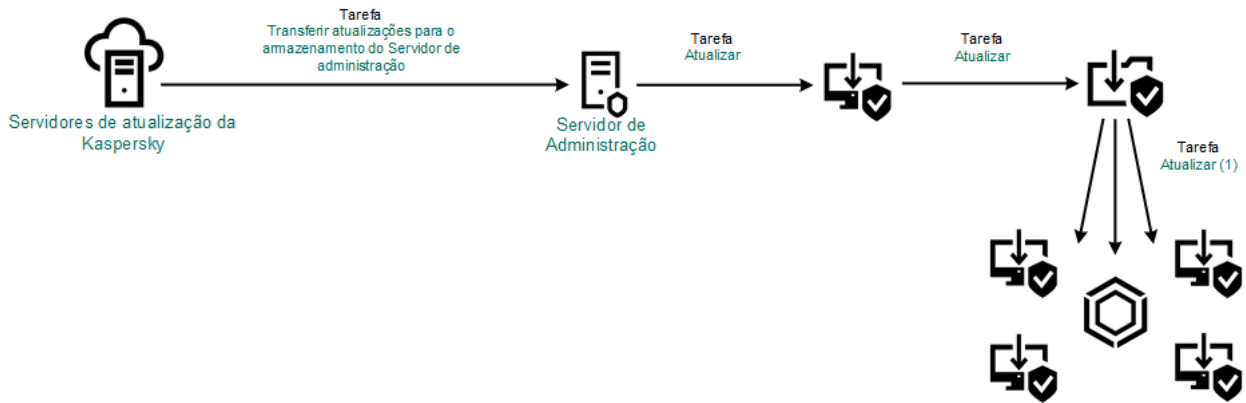 Tarefa
Transferir atualizações para o
armazenamento do Servidor de
administração
Tarefa
Atualizar
Tarefa
Atualizar
Servidores de atualização da
Kaspersky
Servidor de
Administração
Tarefa
Atualizar (1)